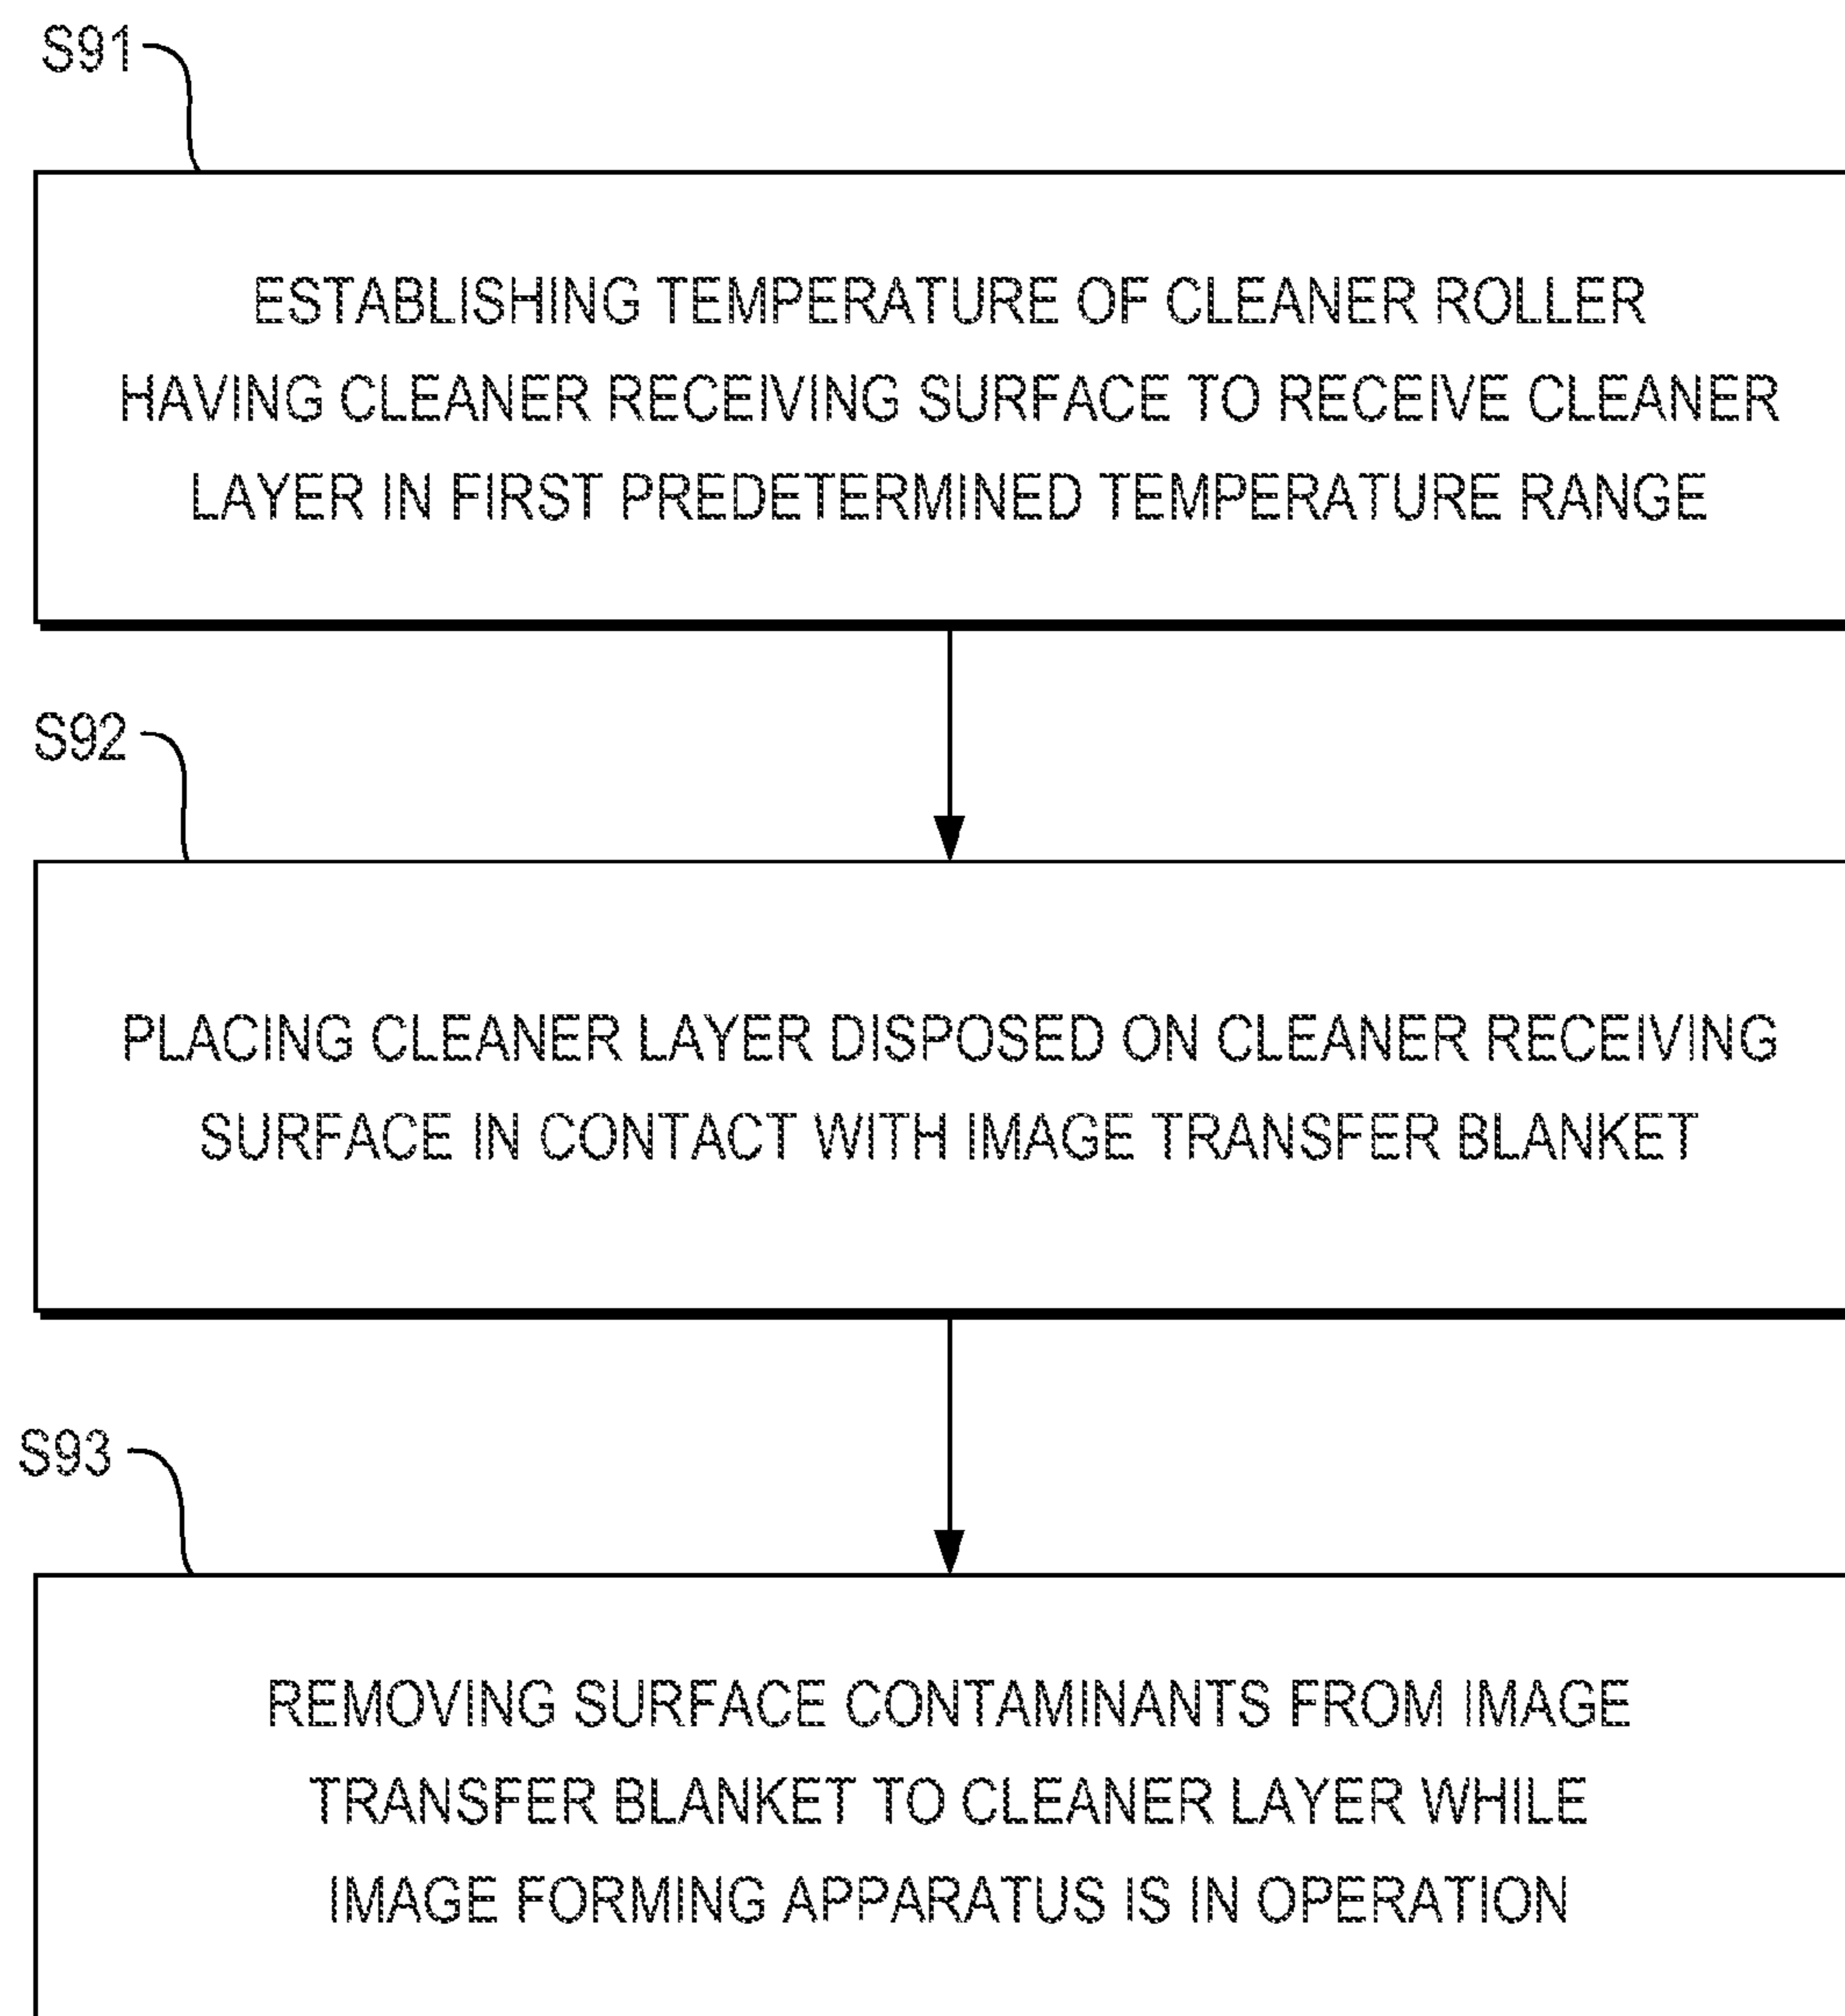 S91
ESTABLISHING TEMPERATURE OF CLEANER ROLLER
HAVING CLEANER RECEIVING SURFACE TO RECEIVE CLEANER
LAYER IN FIRST PREDETERMINED TEMPERATURE RANGE
S92
PLACING CLEANER LAYER DISPOSED ON CLEANER RECEIVING
SURFACE IN CONTACT WITH IMAGE TRANSFER BLANKET
S93
REMOVING SURFACE CONTAMINANTS FROM IMAGE
TRANSFER BLANKET TO CLEANER LAYER WHILE
IMAGE FORMING APPARATUS IS IN OPERATION